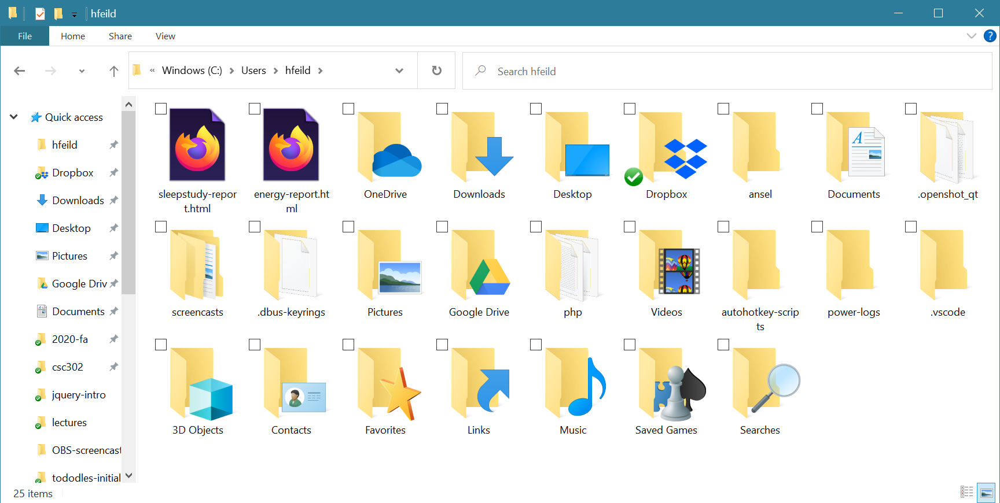 hfeild
File Home Share View
?
« Windows (C:) Users hfeild
Search hfeild
Quick access
hfeild
Dropbox
Downloads
Desktop
Pictures
Google Driv
Documents
2020-fa
csc302
jquery-intro
lectures
OBS-screencast
tododles-initial
sleepstudy-repor
t.html
energy-report.ht
ml
OneDrive
Downloads
Desktop
Dropbox
ansel
Documents
.openshot_qt
screencasts
.dbus-keyrings
Pictures
Google Drive
php
Videos
autohotkey-scrip
ts
power-logs
.vscode
3D Objects
Contacts
Favorites
Links
Music
Saved Games
Searches
25 items